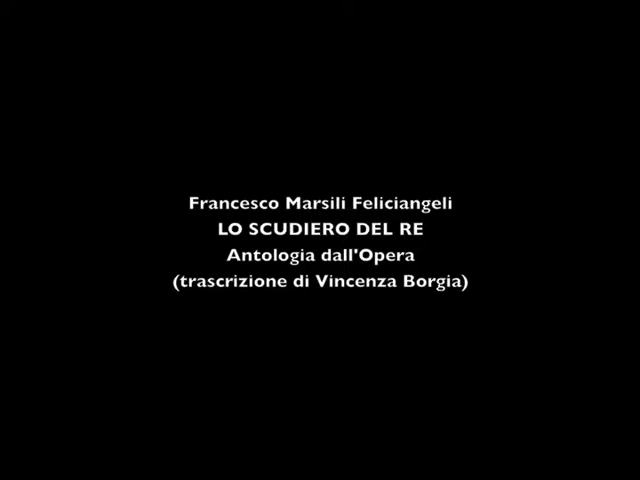 Francesco Marsili Feliciangeli
LO SCUDIERO DEL RE
Antologia dall'Opera
(trascrizione di Vincenza Borgia)